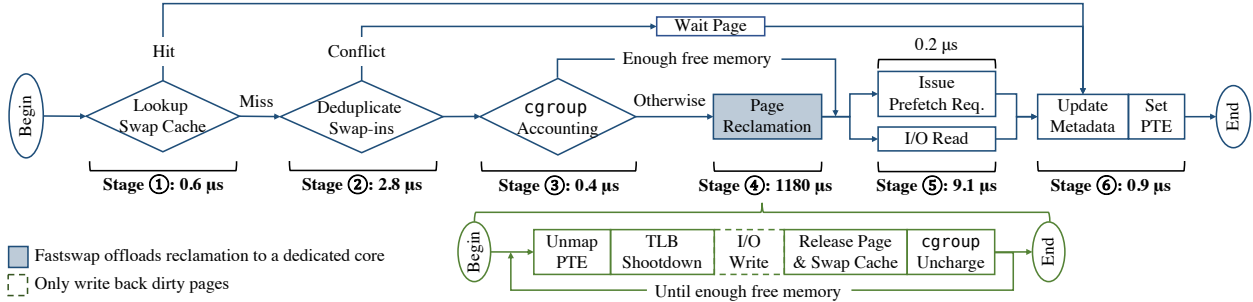 Hit
Conflict
Wait Page
Enough free memory
0.2 μs
Begin
Lookup
Swap Cache
Miss
Deduplicate
Swap-ins
cgroup
Accounting
Otherwise
Page
Reclamation
Issue
Prefetch Req.
I/O Read
Update
Metadata
Set
PTE
End
Stage ①: 0.6 μs
Stage ②: 2.8 μs
Stage ③: 0.4 μs
Stage ④: 1180 μs
Stage ⑤: 9.1 μs
Stage ⑥: 0.9 μs
Begin
Unmap
PTE
TLB
Shootdown
I/O
Write
Release Page
& Swap Cache
cgroup
Uncharge
End
Until enough free memory
Fastswap offloads reclamation to a dedicated core
Only write back dirty pages